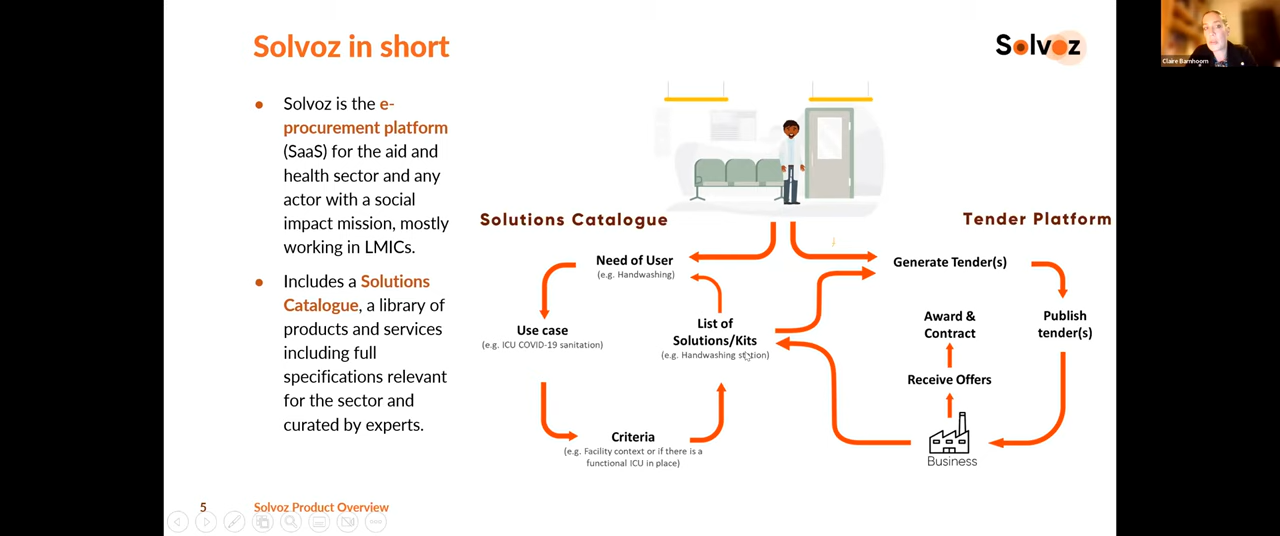 Solvoz in short
Solvoz
Claire Barnhoorn
● Solvoz is the e-
procurement platform
(SaaS) for the aid and
health sector and any
actor with a social
impact mission, mostly
working in LMICs.
● Includes a Solutions
Catalogue, a library of
products and services
including full
specifications relevant
for the sector and
curated by experts.
Solutions Catalogue
Need of User
(e.g. Handwashing)
Use case
(e.g. ICU COVID-19 sanitation)
List of
Solutions/Kits
(e.g. Handwashing station)
Criteria
(e.g. Facility context or if there is a
functional ICU in place)
Tender Platform
Generate Tender(s)
Publish
tender(s)
Award &
Contract
Receive Offers
Business
5
Solvoz Product Overview